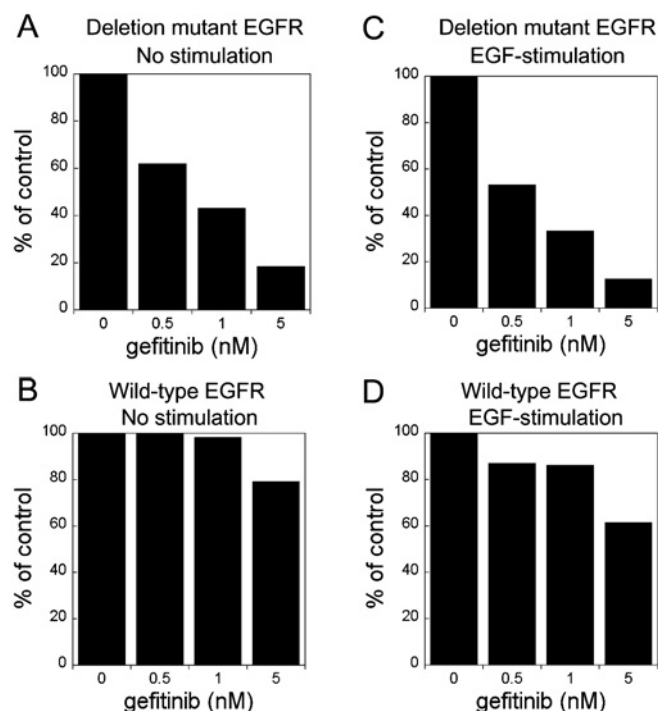 A
Deletion mutant EGFR
No stimulation
% of control
100
80
60
40
20
0
0 0.5 1 5
gefitinib (nM)
C
Deletion mutant EGFR
EGF-stimulation
% of control
100
80
60
40
20
0
0 0.5 1 5
gefitinib (nM)
B
Wild-type EGFR
No stimulation
% of control
100
80
60
40
20
0
0 0.5 1 5
gefitinib (nM)
D
Wild-type EGFR
EGF-stimulation
% of control
100
80
60
40
20
0
0 0.5 1 5
gefitinib (nM)